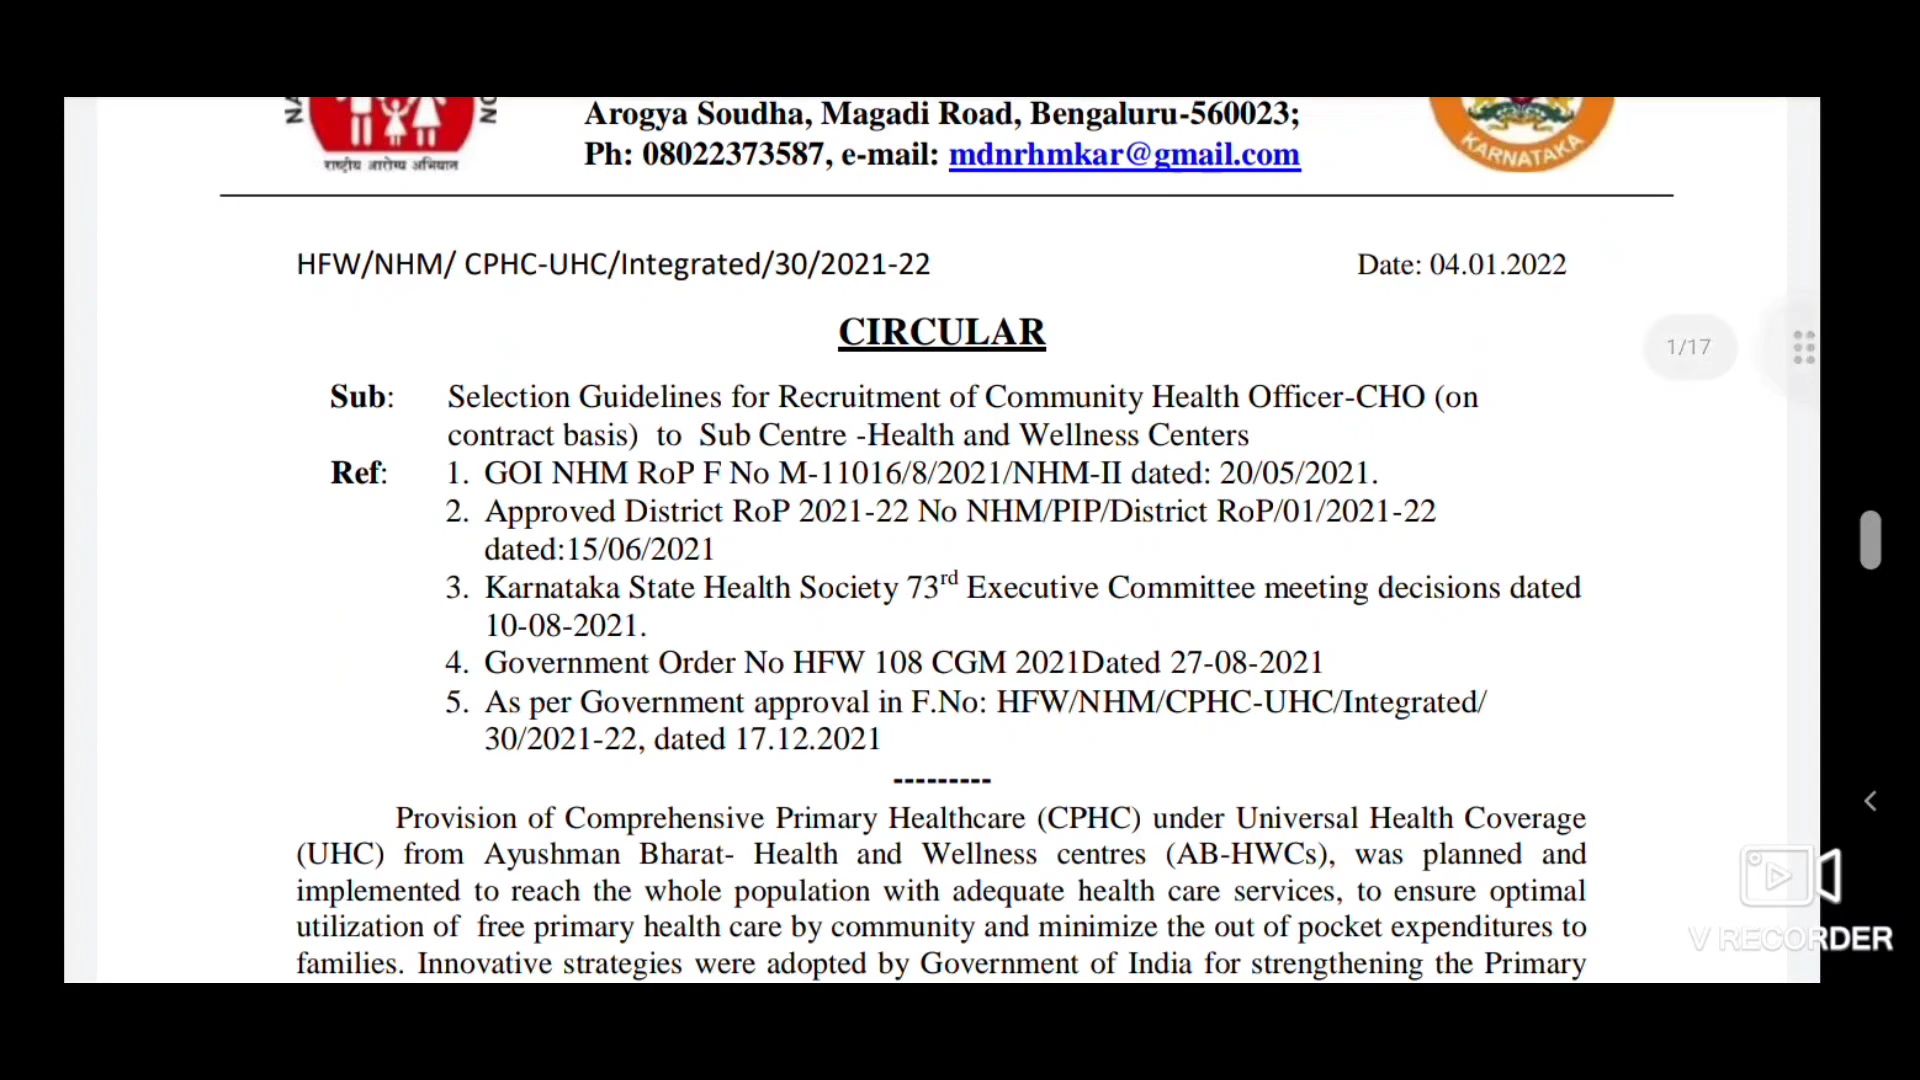 NA
ON
राष्ट्रीय आरोग्य अभियान
Arogya Soudha, Magadi Road, Bengaluru-560023;
Ph: 08022373587, e-mail: mdnrhmkar@gmail.com
KARNATAKA
HFW/NHM/ CPHC-UHC/Integrated/30/2021-22 Date: 04.01.2022
CIRCULAR
1/17
Sub: Selection Guidelines for Recruitment of Community Health Officer-CHO (on
contract basis) to Sub Centre -Health and Wellness Centers
Ref: 1. GOI NHM RoP F No M-11016/8/2021/NHM-II dated: 20/05/2021.
2. Approved District RoP 2021-22 No NHM/PIP/District RoP/01/2021-22
dated:15/06/2021
3. Karnataka State Health Society 73rd Executive Committee meeting decisions dated
10-08-2021.
4. Government Order No HFW 108 CGM 2021Dated 27-08-2021
5. As per Government approval in F.No: HFW/NHM/CPHC-UHC/Integrated/
30/2021-22, dated 17.12.2021
---------
Provision of Comprehensive Primary Healthcare (CPHC) under Universal Health Coverage
(UHC) from Ayushman Bharat- Health and Wellness centres (AB-HWCs), was planned and
implemented to reach the whole population with adequate health care services, to ensure optimal
utilization of free primary health care by community and minimize the out of pocket expenditures to
families. Innovative strategies were adopted by Government of India for strengthening the Primary
V RECORDER